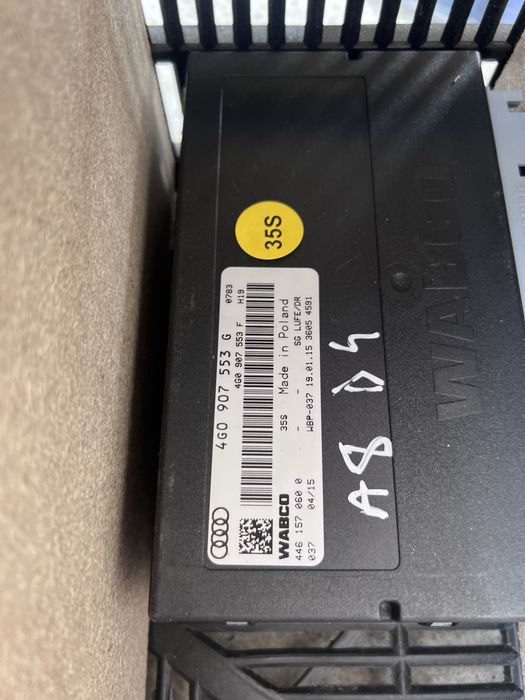 35S
4G0 907 553 G
0783
4G0 907 553 F
H19
WABCO
35S
Made in Poland
446 157 060 0
-
-
SG LUFE/DR
037
04/15
WBP-037 19.01.15 3605 4591
A8 D4
WABCO